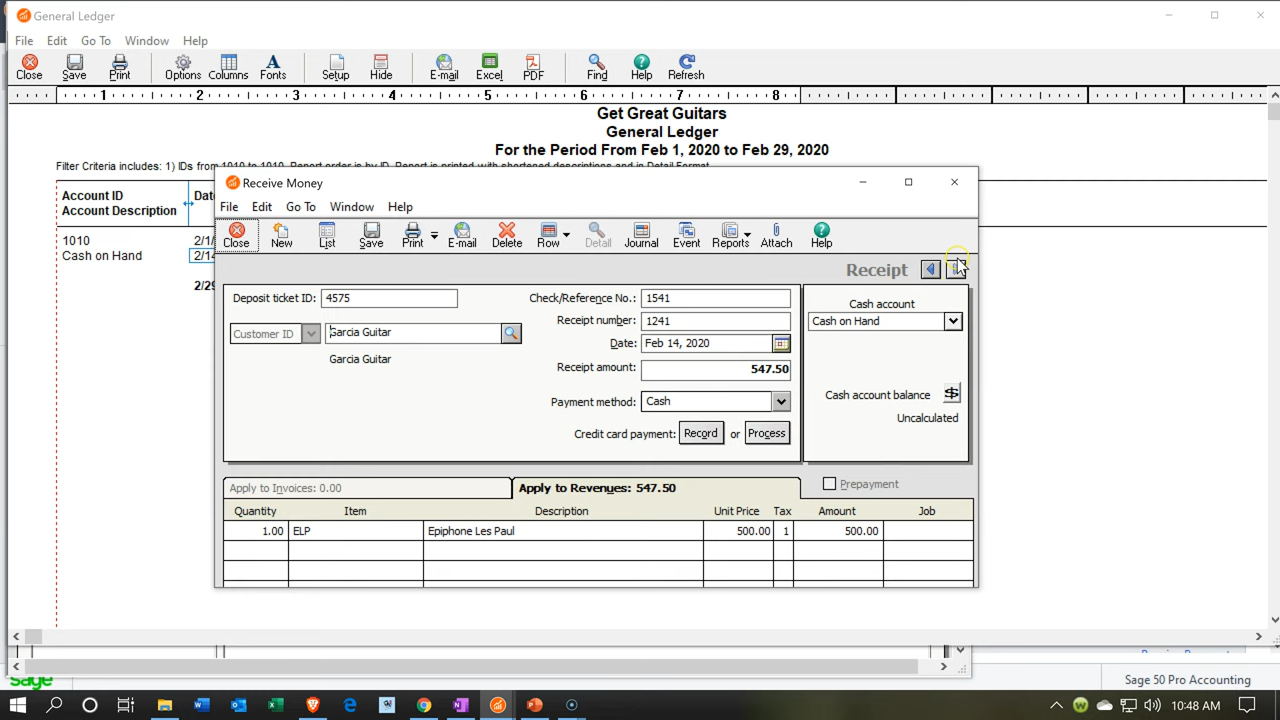 General Ledger
File Edit Go To Window Help
Close Save Print Options Columns Fonts Setup Hide E-mail Excel PDF Find Help Refresh
1 2 3 4 5 6 7 8
Get Great Guitars
General Ledger
For the Period From Feb 1, 2020 to Feb 29, 2020
Filter Criteria includes: 1) IDs from 1010 to 1010. Report order is by ID. Report is printed with shortened descriptions and in Detail Format.
Account ID
Account Description
1010
Cash on Hand
Receive Money
File Edit Go To Window Help
Close New List Save Print E-mail Delete Row Detail Journal Event Reports Attach Help
Receipt
Deposit ticket ID: 4575 Check/Reference No.: 1541 Cash account
Customer ID Garcia Guitar Receipt number: 1241 Cash on Hand
Garcia Guitar Date: Feb 14, 2020
Receipt amount: 547.50
Payment method: Cash Cash account balance
Credit card payment: Record or Process Uncalculated
Apply to Invoices: 0.00 Apply to Revenues: 547.50 Prepayment
Quantity Item Description Unit Price Tax Amount Job
1.00 ELP Epiphone Les Paul 500.00 1 500.00
sage Sage 50 Pro Accounting
10:48 AM